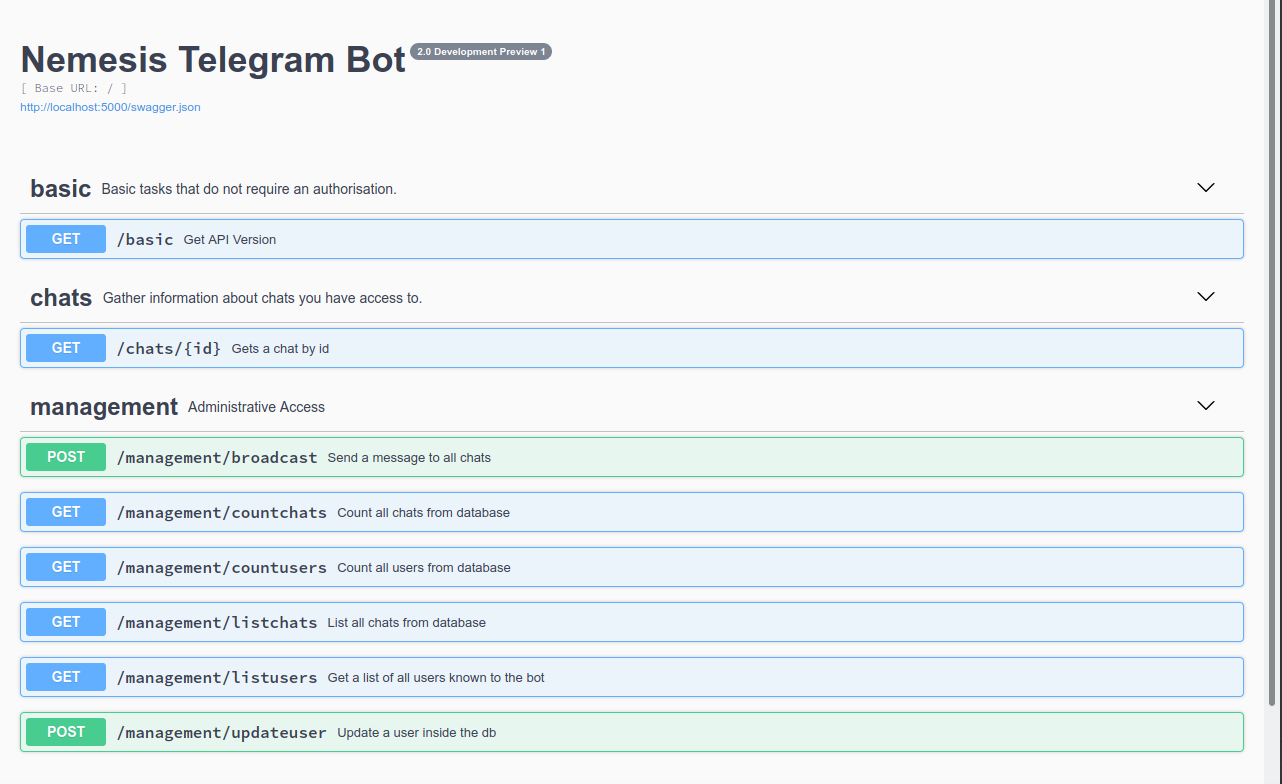 Nemesis Telegram Bot 2.0 Development Preview 1
[ Base URL: / ]
http://localhost:5000/swagger.json
basic Basic tasks that do not require an authorisation.
GET /basic Get API Version
chats Gather information about chats you have access to.
GET /chats/{id} Gets a chat by id
management Administrative Access
POST /management/broadcast Send a message to all chats
GET /management/countchats Count all chats from database
GET /management/countusers Count all users from database
GET /management/listchats List all chats from database
GET /management/listusers Get a list of all users known to the bot
POST /management/updateuser Update a user inside the db